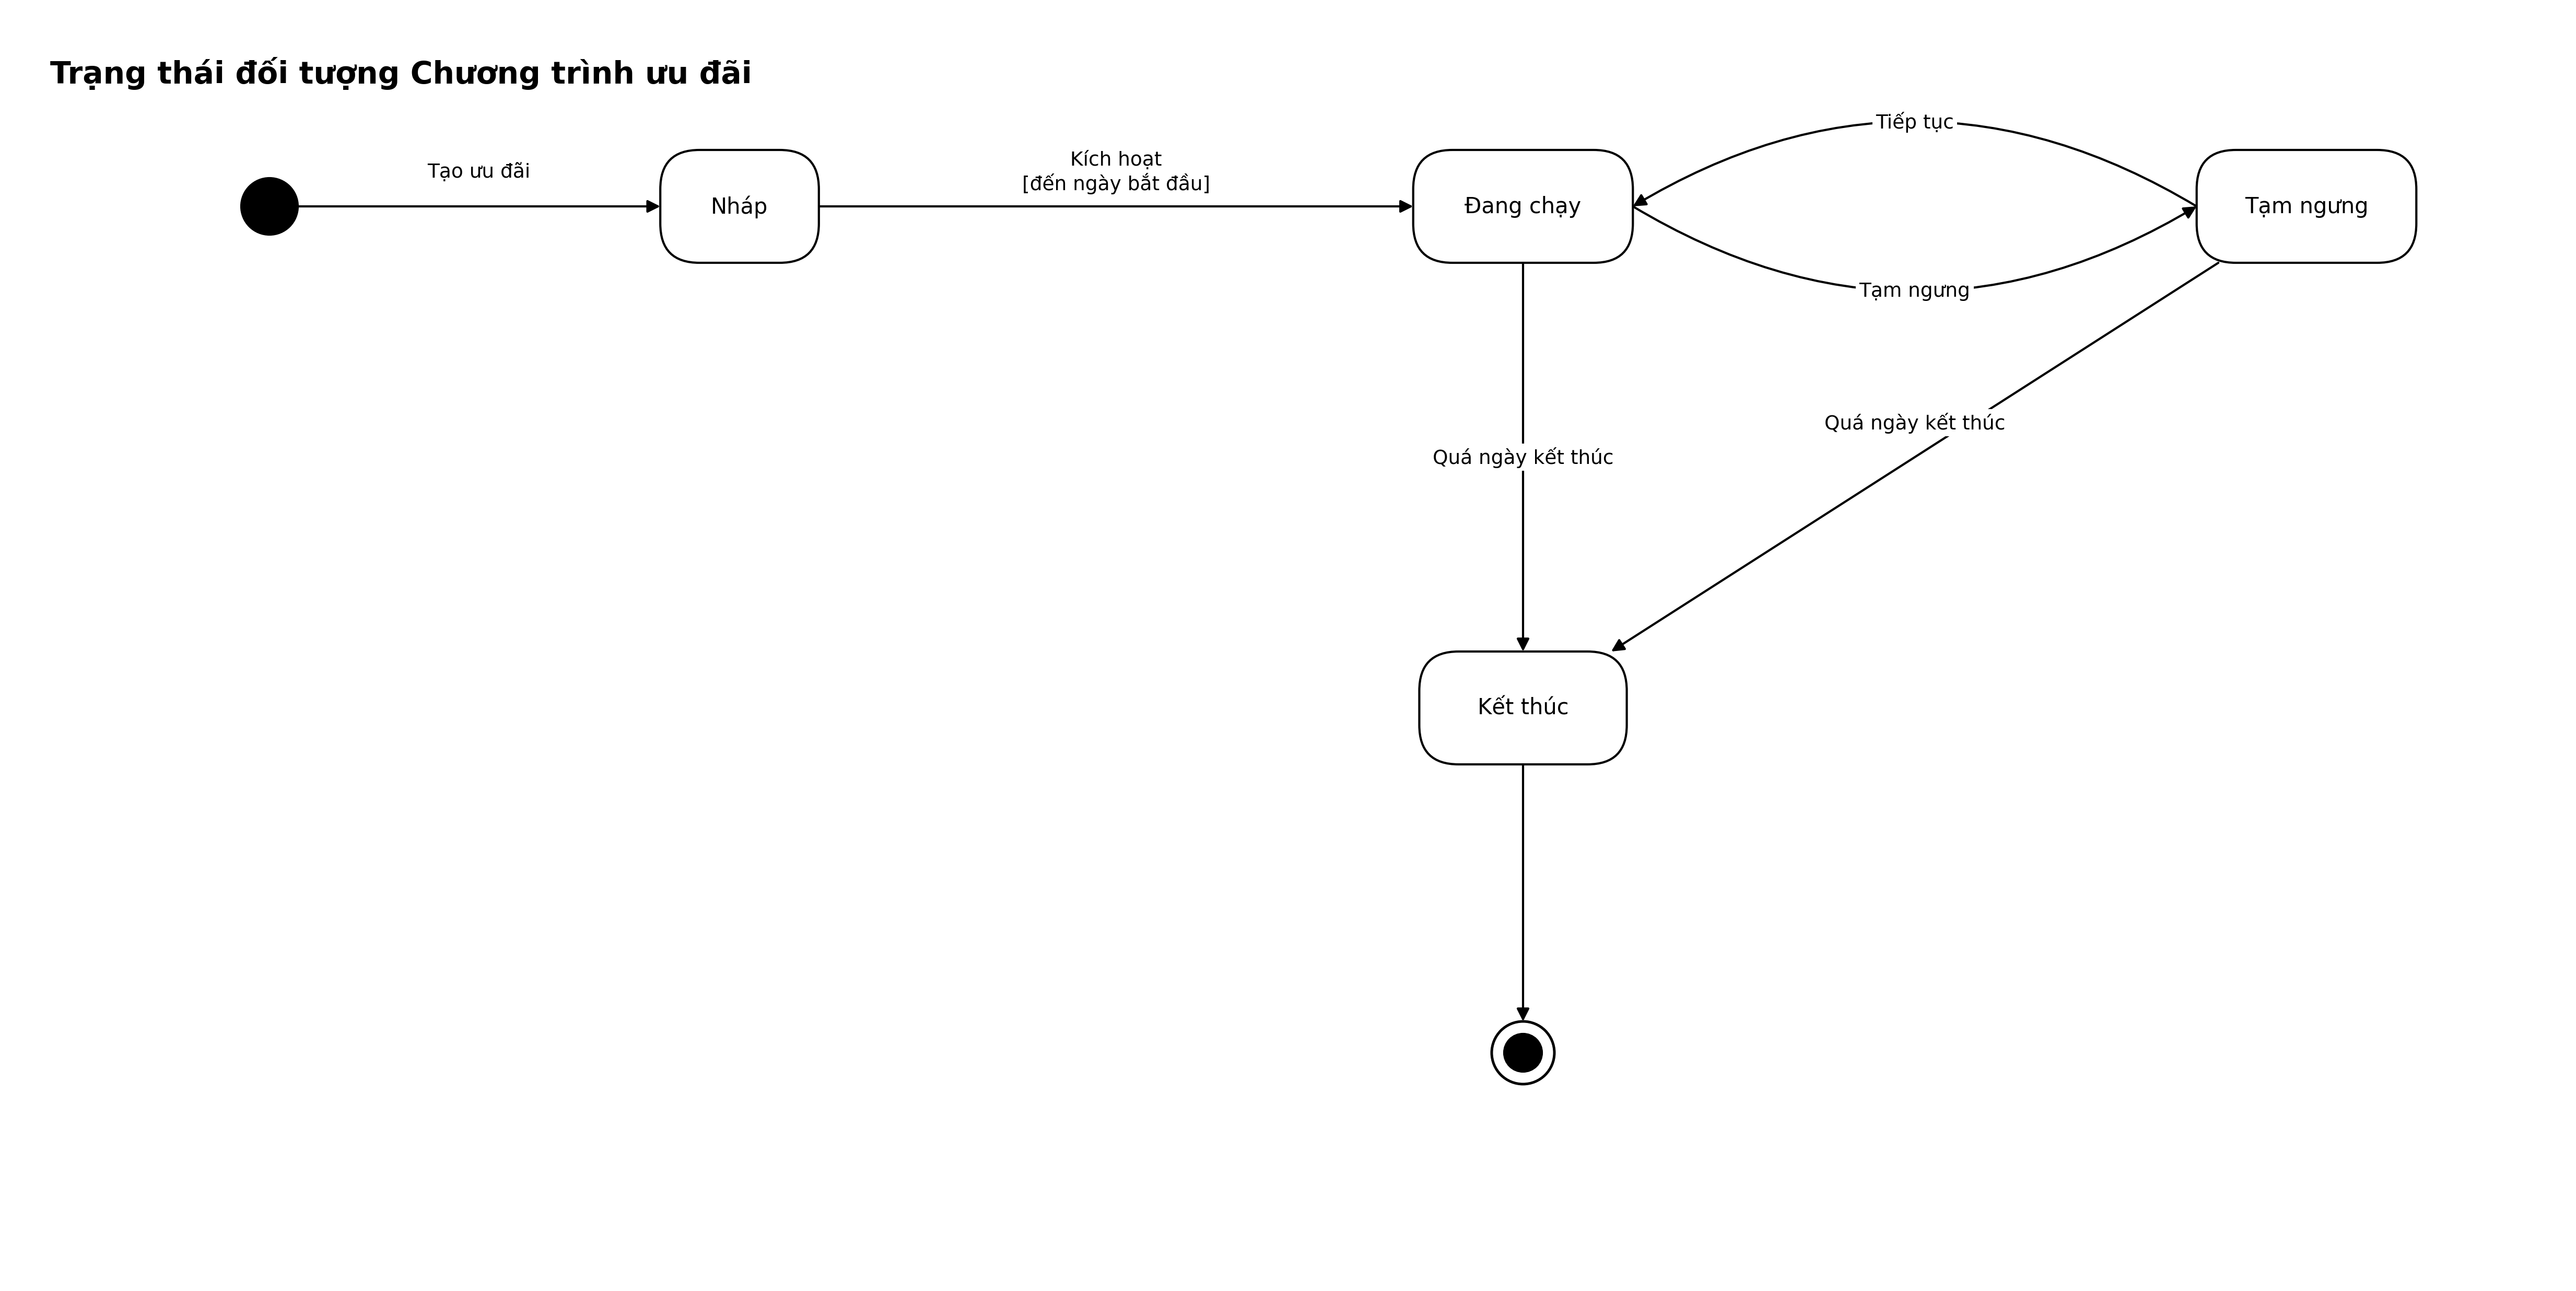 Trạng thái đối tượng Chương trình ưu đãi
Tạo ưu đãi
Nháp
Kích hoạt
[đến ngày bắt đầu]
Đang chạy
Tiếp tục
Tạm ngưng
Tạm ngưng
Quá ngày kết thúc
Quá ngày kết thúc
Kết thúc